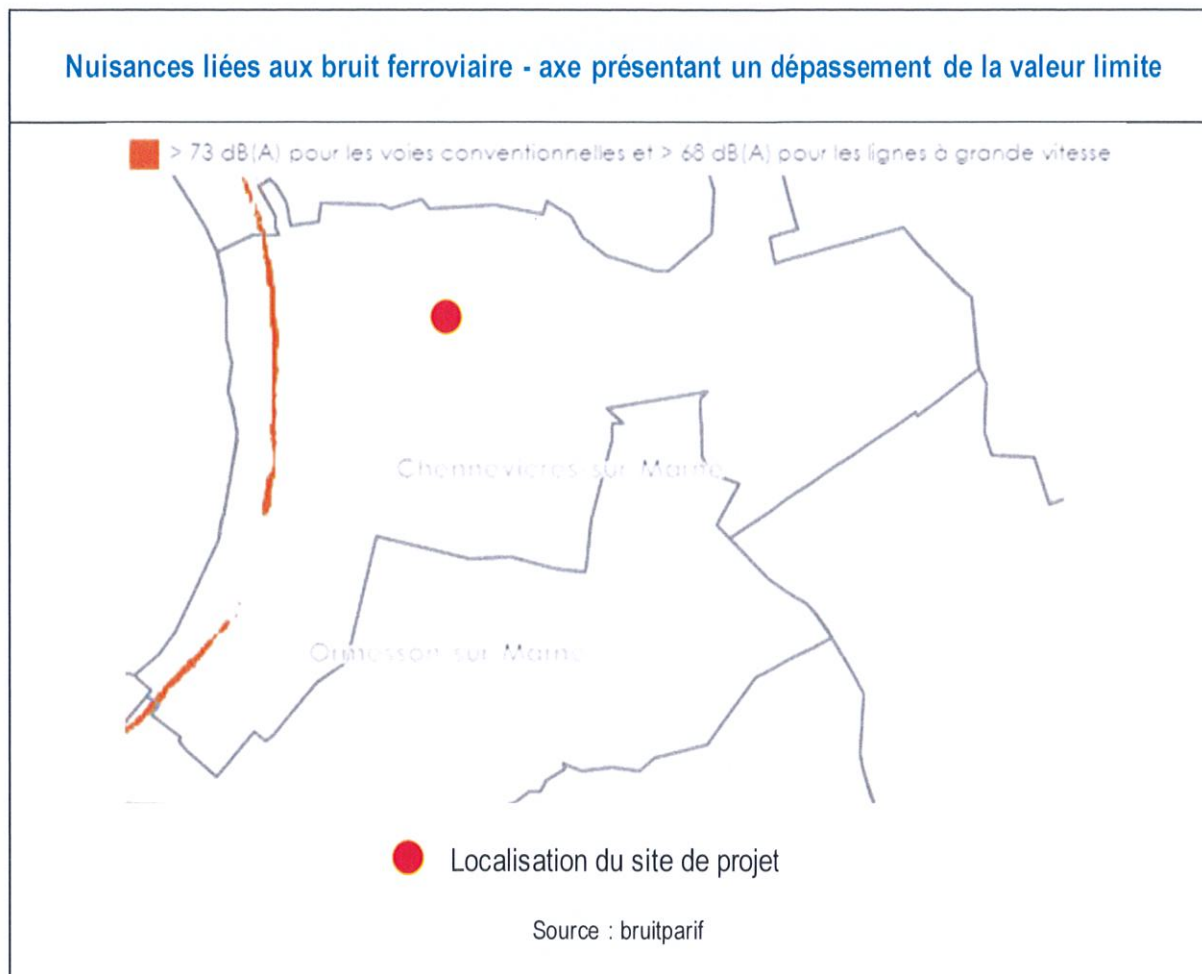 Nuisances liées aux bruit ferroviaire - axe présentant un dépassement de la valeur limite
> 73 dB(A) pour les voies conventionnelles et > 68 dB(A) pour les lignes à grande vitesse
Chennevières sur Marne
Ormesson sur Marne
Localisation du site de projet
Source : bruitparif